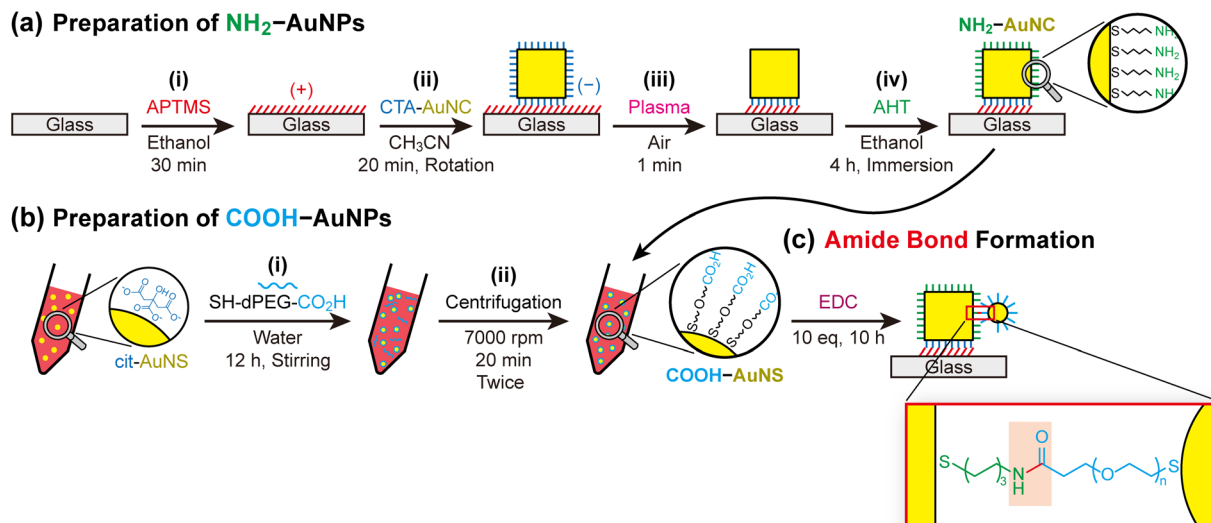 (a) Preparation of NH2–AuNPs
(i)
APTMS
Ethanol
30 min
Glass
(+)
Glass
(ii)
CTA-AuNC
CH3CN
20 min, Rotation
(−)
Glass
(iii)
Plasma
Air
1 min
Glass
(iv)
AHT
Ethanol
4 h, Immersion
NH2–AuNC
Glass
S NH2
S NH2
S NH2
S NH
(b) Preparation of COOH–AuNPs
O
O-
OH
O
O-
-O
O
cit-AuNS
(i)
SH-dPEG-CO2H
Water
12 h, Stirring
(ii)
Centrifugation
7000 rpm
20 min
Twice
S~O~CO2H
S~O~CO2H
S~O~CO
COOH–AuNS
(c) Amide Bond Formation
EDC
10 eq, 10 h
Glass
O
S ( )3 N H ( O )n S